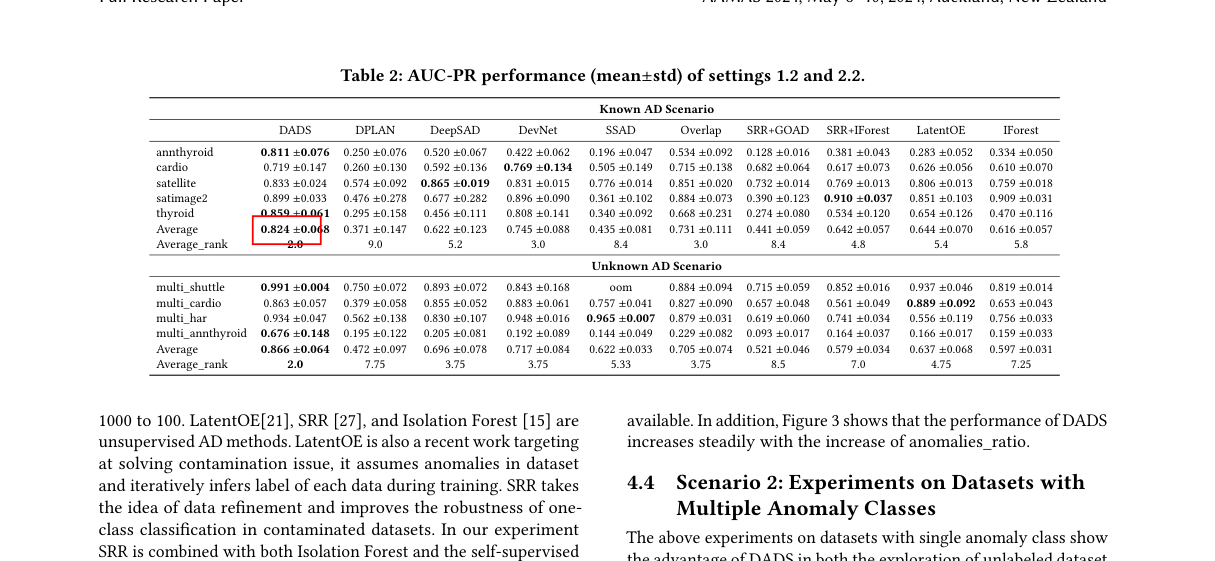 Full Research Paper
AAMAS 2024, May 6–10, 2024, Auckland, New Zealand
Table 2: AUC-PR performance (mean±std) of settings 1.2 and 2.2.
Known AD Scenario
DADS DPLAN DeepSAD DevNet SSAD Overlap SRR+GOAD SRR+IForest LatentOE IForest
annthyroid 0.811 ±0.076 0.250 ±0.076 0.520 ±0.067 0.422 ±0.062 0.196 ±0.047 0.534 ±0.092 0.128 ±0.016 0.381 ±0.043 0.283 ±0.052 0.334 ±0.050
cardio 0.719 ±0.147 0.260 ±0.130 0.592 ±0.136 0.769 ±0.134 0.505 ±0.149 0.715 ±0.138 0.682 ±0.064 0.617 ±0.073 0.626 ±0.056 0.610 ±0.070
satellite 0.833 ±0.024 0.574 ±0.092 0.865 ±0.019 0.831 ±0.015 0.776 ±0.014 0.851 ±0.020 0.732 ±0.014 0.769 ±0.013 0.806 ±0.013 0.759 ±0.018
satimage2 0.899 ±0.033 0.476 ±0.278 0.677 ±0.282 0.896 ±0.090 0.361 ±0.102 0.884 ±0.074 0.390 ±0.123 0.910 ±0.037 0.851 ±0.103 0.909 ±0.031
thyroid 0.859 ±0.061 0.295 ±0.158 0.456 ±0.111 0.808 ±0.141 0.340 ±0.092 0.668 ±0.231 0.274 ±0.080 0.534 ±0.120 0.654 ±0.126 0.470 ±0.116
Average 0.824 ±0.068 0.371 ±0.147 0.622 ±0.123 0.745 ±0.088 0.435 ±0.081 0.731 ±0.111 0.441 ±0.059 0.642 ±0.057 0.644 ±0.070 0.616 ±0.057
Average_rank 2.0 9.0 5.2 3.0 8.4 3.0 8.4 4.8 5.4 5.8
Unknown AD Scenario
multi_shuttle 0.991 ±0.004 0.750 ±0.072 0.893 ±0.072 0.843 ±0.168 oom 0.884 ±0.094 0.715 ±0.059 0.852 ±0.016 0.937 ±0.046 0.819 ±0.014
multi_cardio 0.863 ±0.057 0.379 ±0.058 0.855 ±0.052 0.883 ±0.061 0.757 ±0.041 0.827 ±0.090 0.657 ±0.048 0.561 ±0.049 0.889 ±0.092 0.653 ±0.043
multi_har 0.934 ±0.047 0.562 ±0.138 0.830 ±0.107 0.948 ±0.016 0.965 ±0.007 0.879 ±0.031 0.619 ±0.060 0.741 ±0.034 0.556 ±0.119 0.756 ±0.033
multi_annthyroid 0.676 ±0.148 0.195 ±0.122 0.205 ±0.081 0.192 ±0.089 0.144 ±0.049 0.229 ±0.082 0.093 ±0.017 0.164 ±0.037 0.166 ±0.017 0.159 ±0.033
Average 0.866 ±0.064 0.472 ±0.097 0.696 ±0.078 0.717 ±0.084 0.622 ±0.033 0.705 ±0.074 0.521 ±0.046 0.579 ±0.034 0.637 ±0.068 0.597 ±0.031
Average_rank 2.0 7.75 3.75 3.75 5.33 3.75 8.5 7.0 4.75 7.25
1000 to 100. LatentOE[21], SRR [27], and Isolation Forest [15] are
unsupervised AD methods. LatentOE is also a recent work targeting
at solving contamination issue, it assumes anomalies in dataset
and iteratively infers label of each data during training. SRR takes
the idea of data refinement and improves the robustness of one-
class classification in contaminated datasets. In our experiment
SRR is combined with both Isolation Forest and the self-supervised
available. In addition, Figure 3 shows that the performance of DADS
increases steadily with the increase of anomalies_ratio.
4.4 Scenario 2: Experiments on Datasets with
Multiple Anomaly Classes
The above experiments on datasets with single anomaly class show
the advantage of DADS in both the exploration of unlabeled dataset